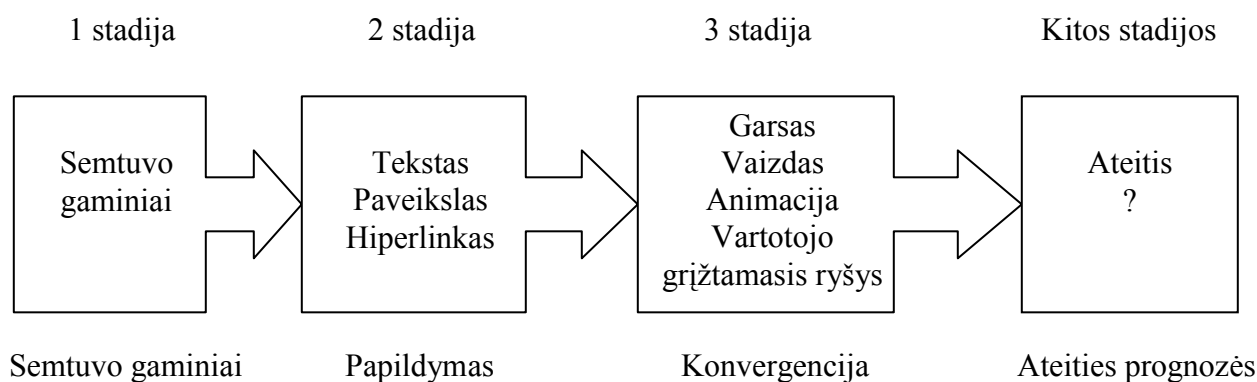 1 stadija
2 stadija
3 stadija
Kitos stadijos
Semtuvo
gaminiai
Tekstas
Paveikslas
Hiperlinkas
Garsas
Vaizdas
Animacija
Vartotojo
grįžtamasis ryšys
Ateitis
?
Semtuvo gaminiai
Papildymas
Konvergencija
Ateities prognozės